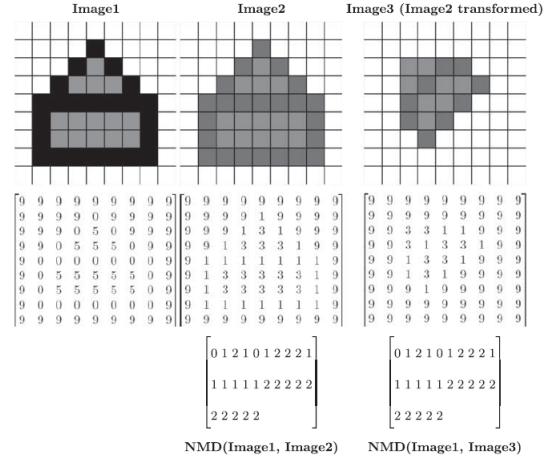 Image1
Image2
Image3 (Image2 transformed)
9 9 9 9 9 9 9 9 9
9 9 9 9 0 9 9 9 9
9 9 9 0 5 0 9 9 9
9 9 0 5 5 5 0 9 9
9 0 0 0 0 0 0 0 9
9 0 5 5 5 5 5 0 9
9 0 5 5 5 5 5 0 9
9 0 0 0 0 0 0 0 9
9 9 9 9 9 9 9 9 9
9 9 9 9 9 9 9 9 9
9 9 9 9 1 9 9 9 9
9 9 9 1 3 1 9 9 9
9 9 1 3 3 3 1 9 9
9 1 1 1 1 1 1 1 9
9 1 3 3 3 3 3 1 9
9 1 3 3 3 3 3 1 9
9 1 1 1 1 1 1 1 9
9 9 9 9 9 9 9 9 9
9 9 9 9 9 9 9 9 9
9 9 9 9 9 9 9 9 9
9 9 3 3 1 1 9 9 9
9 9 3 1 3 3 1 9 9
9 9 1 3 1 1 9 9 9
9 9 1 3 1 9 9 9 9
9 9 9 1 9 9 9 9 9
9 9 9 9 9 9 9 9 9
9 9 9 9 9 9 9 9 9
0 1 2 1 0 1 2 2 2 1
1 1 1 1 1 2 2 2 2 2
2 2 2 2 2
NMD(Image1, Image2)
0 1 2 1 0 1 2 2 2 1
1 1 1 1 1 2 2 2 2 2
2 2 2 2 2
NMD(Image1, Image3)